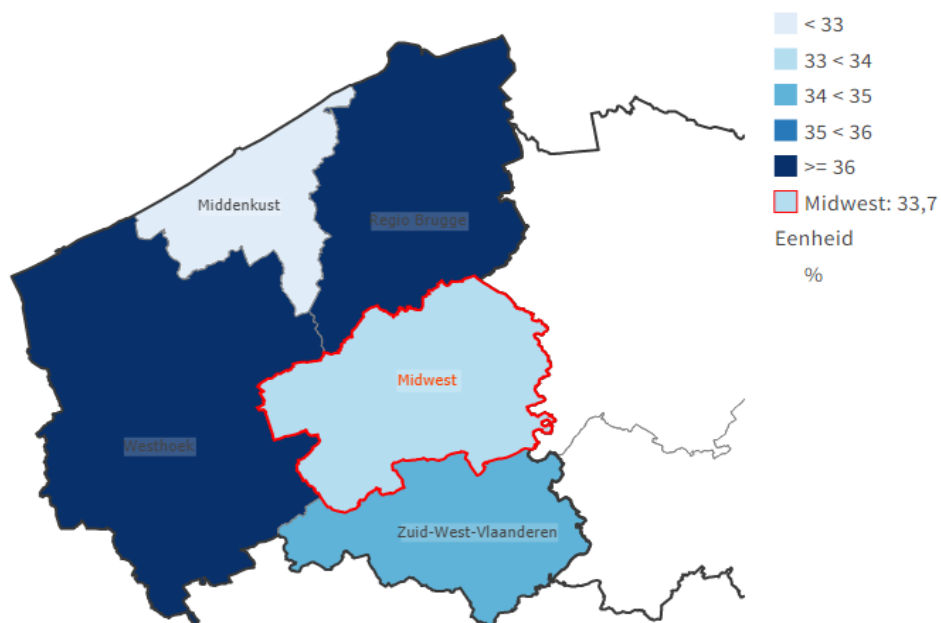 < 33
33 < 34
34 < 35
35 < 36
>= 36
Midwest: 33,7
Eenheid
%
Middenkust
Regio Brugge
Midwest
Westhoek
Zuid-West-Vlaanderen